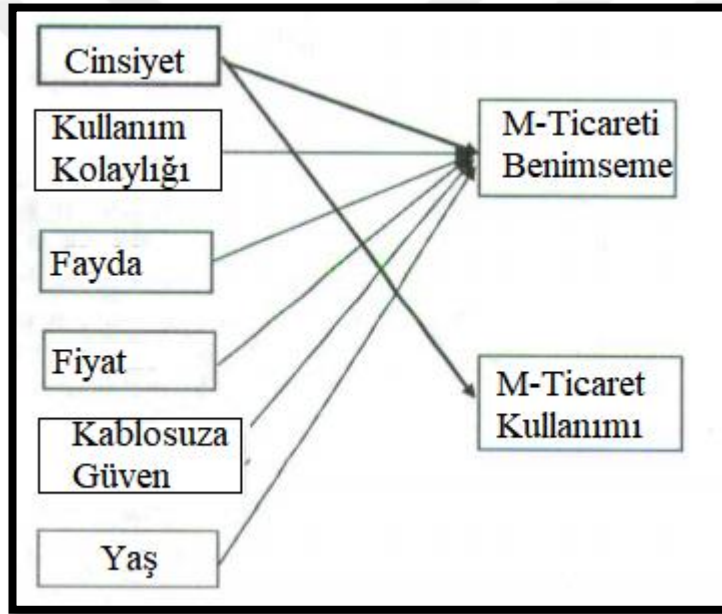 Cinsiyet
Kullanım
Kolaylığı
Fayda
Fiyat
Kablosuza
Güven
Yaş
M-Ticareti
Benimseme
M-Ticaret
Kullanımı